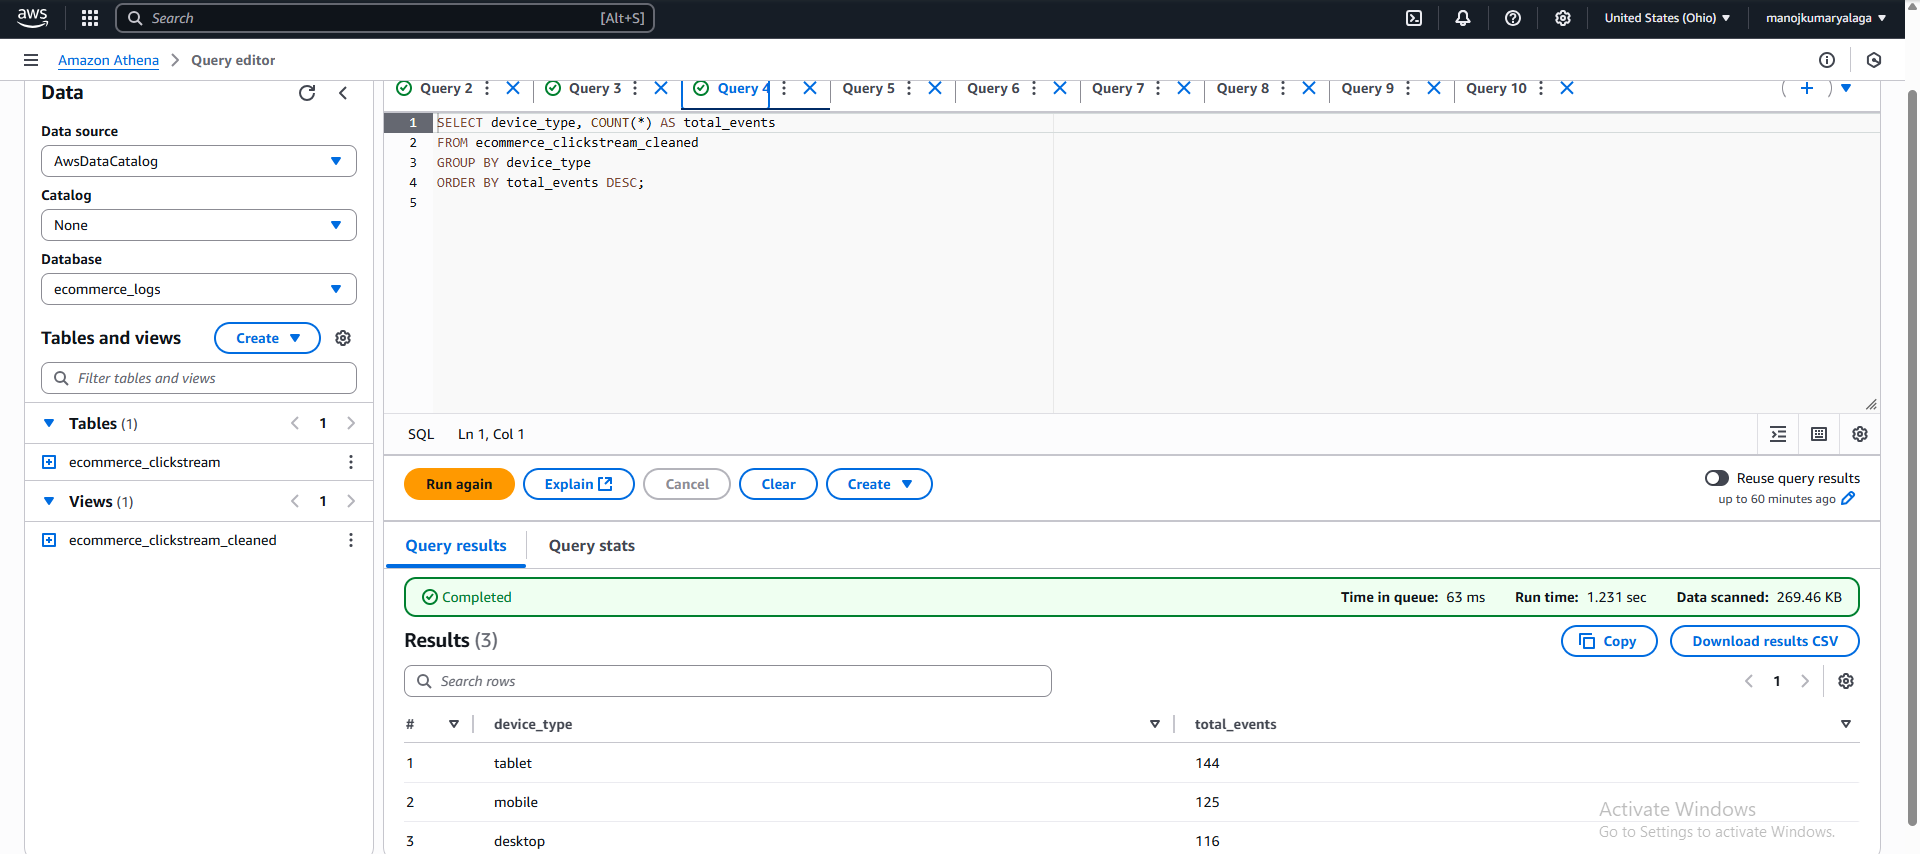 aws
Search
[Alt+S]
United States (Ohio)
manojkumaryalaga
Amazon Athena
Query editor
Data
Data source
AwsDataCatalog
Catalog
None
Database
ecommerce_logs
Tables and views
Create
Filter tables and views
Tables (1)
1
ecommerce_clickstream
Views (1)
1
ecommerce_clickstream_cleaned
Query 2
Query 3
Query 4
Query 5
Query 6
Query 7
Query 8
Query 9
Query 10
1 SELECT device_type, COUNT(*) AS total_events
2 FROM ecommerce_clickstream_cleaned
3 GROUP BY device_type
4 ORDER BY total_events DESC;
5
SQL Ln 1, Col 1
Run again
Explain
Cancel
Clear
Create
Reuse query results
up to 60 minutes ago
Query results
Query stats
Completed
Time in queue: 63 ms Run time: 1.231 sec Data scanned: 269.46 KB
Results (3)
Copy
Download results CSV
Search rows
1
# device_type total_events
1 tablet 144
2 mobile 125
3 desktop 116
Activate Windows
Go to Settings to activate Windows.